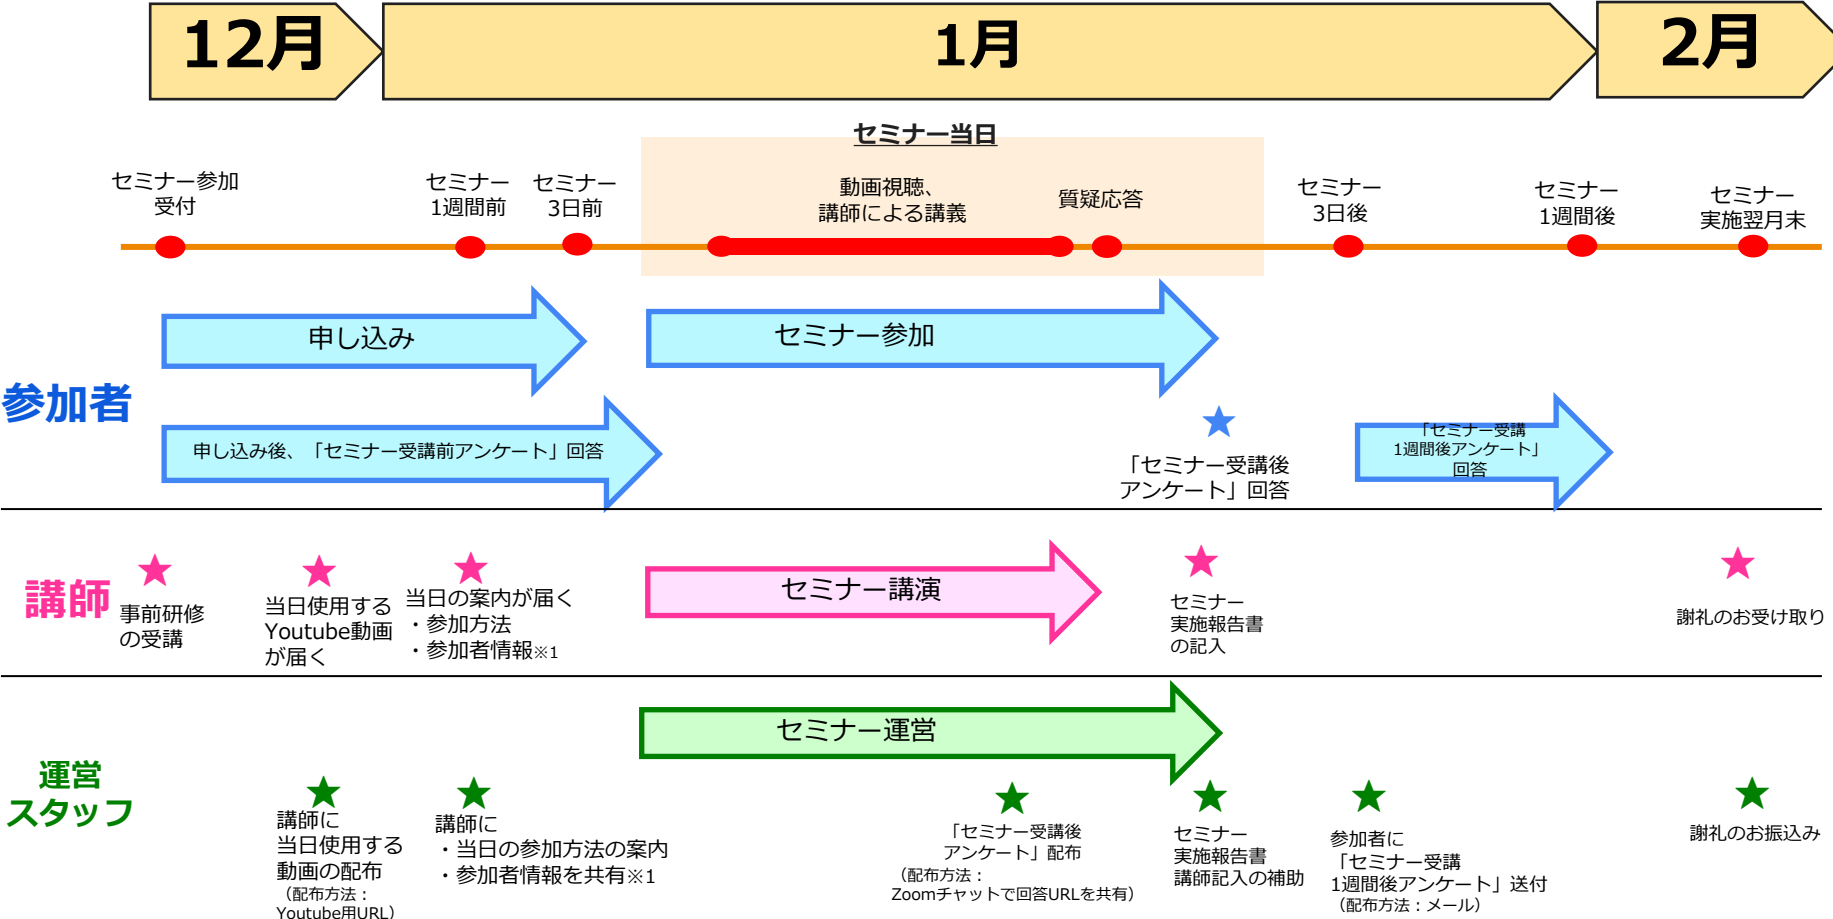 12月
1月
2月
セミナー当日
セミナー参加
受付
セミナー
1週間前
セミナー
3日前
動画視聴、
講師による講義
質疑応答
セミナー
3日後
セミナー
1週間後
セミナー
実施翌月末
参加者
申し込み
セミナー参加
申し込み後、「セミナー受講前アンケート」回答
「セミナー受講後
アンケート」回答
「セミナー受講
1週間後アンケート」
回答
講師
事前研修
の受講
当日使用する
Youtube動画
が届く
当日の案内が届く
・参加方法
・参加者情報※1
セミナー講演
セミナー
実施報告書
の記入
謝礼のお受け取り
運営
スタッフ
セミナー運営
講師に
当日使用する
動画の配布
（配布方法：
Youtube用URL）
講師に
・当日の参加方法の案内
・参加者情報を共有※1
「セミナー受講後
アンケート」配布
（配布方法：
Zoomチャットで回答URLを共有）
セミナー
実施報告書
講師記入の補助
参加者に
「セミナー受講
1週間後アンケート」送付
（配布方法：メール）
謝礼のお振込み